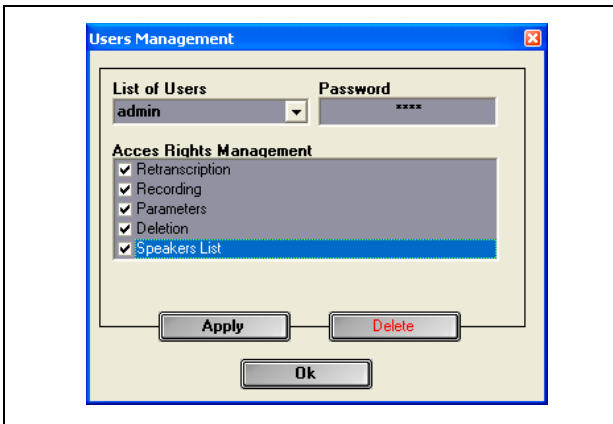 Users Management
List of Users Password
admin ****
Acces Rights Management
Retranscription
Recording
Parameters
Deletion
Speakers List
Apply Delete
Ok